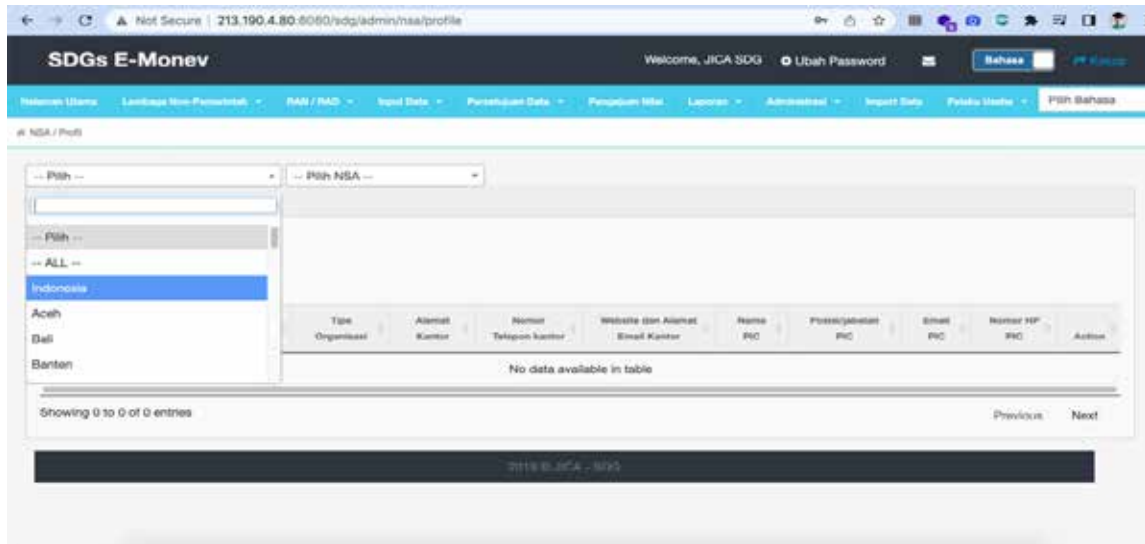 Not Secure | 213.190.4.80:6060/sdg/admin/nsa/profile
SDGs E-Monev
Welcome, JICA SDG Ubah Password Bahasa Keluar
Halaman Utama Lembaga Non-Pemerintah RAN / RAD Input Data Persetujuan Data Pengajuan Nilai Laporan Administrasi Import Data Pelaku Usaha Pilih Bahasa
NSA / Profil
-- Pilih -- -- Pilih NSA --
-- Pilih --
-- ALL --
Indonesia
Aceh
Bali
Banten
Tipe Organisasi Alamat Kantor Nomor Telepon kantor Website dan Alamat Email Kantor Nama PIC Posisi/jabatan PIC Email PIC Nomor HP PIC Action
No data available in table
Showing 0 to 0 of 0 entries
Previous Next
JICA - SDG